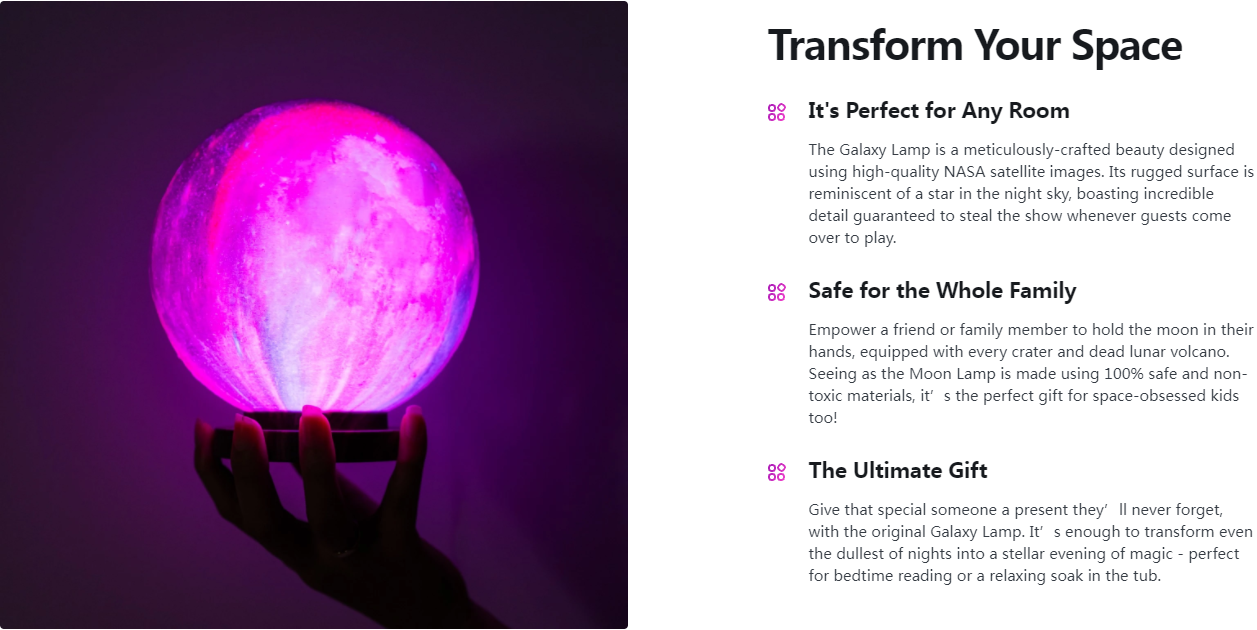 Transform Your Space
It's Perfect for Any Room
The Galaxy Lamp is a meticulously-crafted beauty designed
using high-quality NASA satellite images. Its rugged surface is
reminiscent of a star in the night sky, boasting incredible
detail guaranteed to steal the show whenever guests come
over to play.
Safe for the Whole Family
Empower a friend or family member to hold the moon in their
hands, equipped with every crater and dead lunar volcano.
Seeing as the Moon Lamp is made using 100% safe and non-
toxic materials, it’s the perfect gift for space-obsessed kids
too!
The Ultimate Gift
Give that special someone a present they’ll never forget,
with the original Galaxy Lamp. It’s enough to transform even
the dullest of nights into a stellar evening of magic - perfect
for bedtime reading or a relaxing soak in the tub.